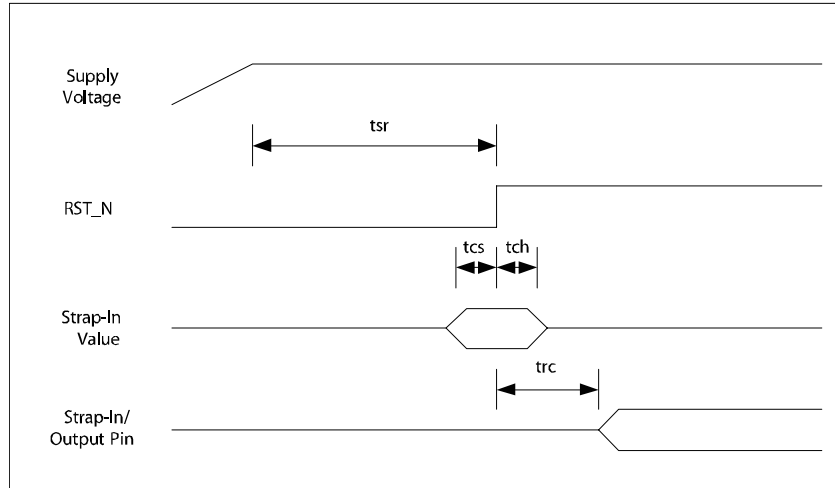 Supply
Voltage
tsr
RST_N
tcs
tch
Strap-In
Value
trc
Strap-In/
Output Pin